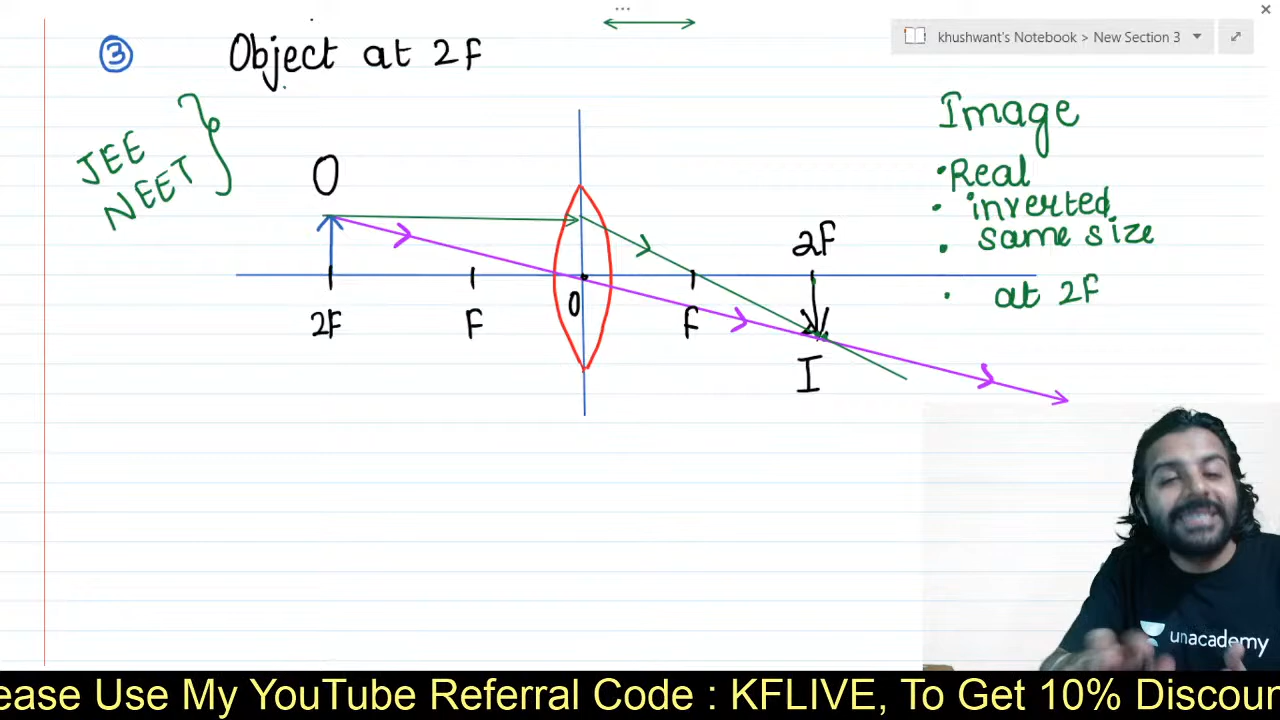 ...
khushwant's Notebook > New Section 3
③ Object at 2F
JEE
NEET
O
2F
F
O
F
2F
I
Image
• Real
• inverted
• same size
• at 2F
unacademy
ease Use My YouTube Referral Code : KFLIVE, To Get 10% Discoun